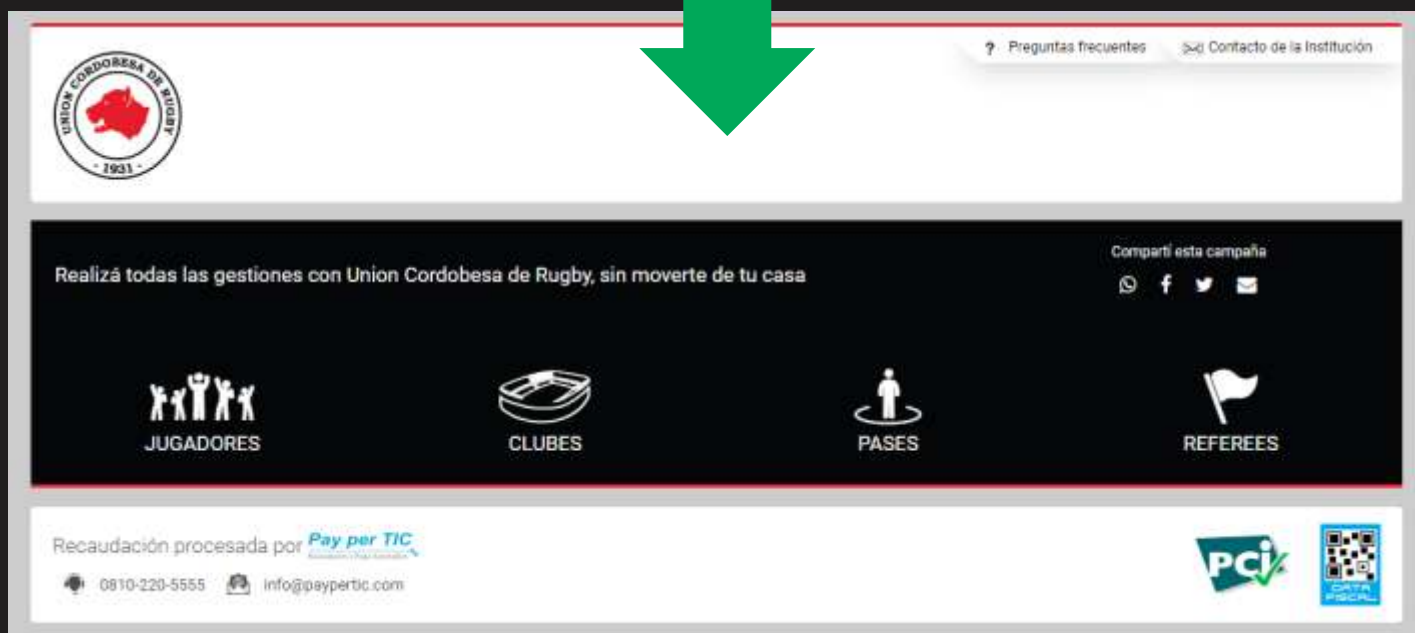 ? Preguntas frecuentes
Contacto de la Institución
UNION CORDOBESA DE RUGBY
- 1931 -
Realizá todas las gestiones con Union Cordobesa de Rugby, sin moverte de tu casa
Compartí esta campaña
JUGADORES
CLUBES
PASES
REFEREES
Recaudación procesada por Pay per TIC
0810-220-5555 info@paypertic.com
PCI
DATA
FISCAL